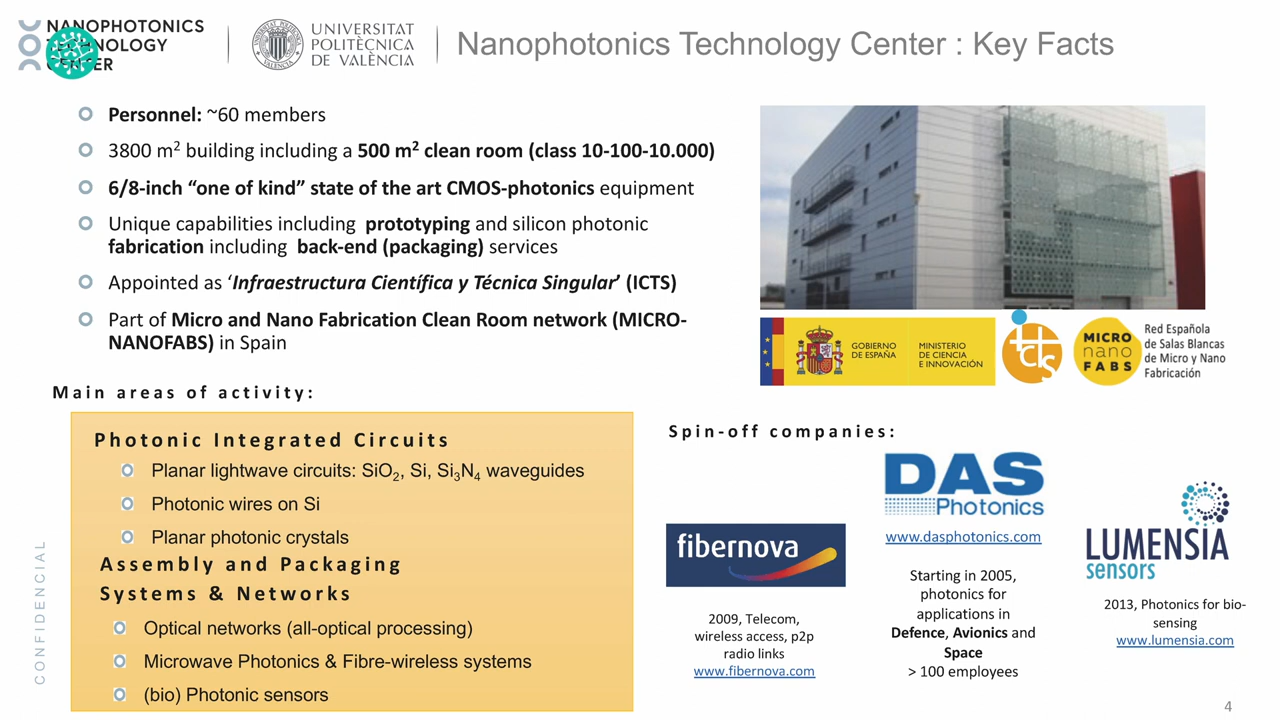 NANOPHOTONICS
TECHNOLOGY
CENTER
UNIVERSITAT
POLITÈCNICA
DE VALÈNCIA
Nanophotonics Technology Center : Key Facts
Personnel: ~60 members
3800 m² building including a 500 m² clean room (class 10-100-10.000)
6/8-inch “one of kind” state of the art CMOS-photonics equipment
Unique capabilities including prototyping and silicon photonic
fabrication including back-end (packaging) services
Appointed as ‘Infraestructura Científica y Técnica Singular’ (ICTS)
Part of Micro and Nano Fabrication Clean Room network (MICRO-
NANOFABS) in Spain
GOBIERNO
DE ESPAÑA
MINISTERIO
DE CIENCIA
E INNOVACIÓN
icts
MICRO
nano
FABS
Red Española
de Salas Blancas
de Micro y Nano
Fabricación
Main areas of activity:
Photonic Integrated Circuits
Planar lightwave circuits: SiO₂, Si, Si₃N₄ waveguides
Photonic wires on Si
Planar photonic crystals
Assembly and Packaging
Systems & Networks
Optical networks (all-optical processing)
Microwave Photonics & Fibre-wireless systems
(bio) Photonic sensors
Spin-off companies:
fibernova
2009, Telecom,
wireless access, p2p
radio links
www.fibernova.com
DAS
Photonics
www.dasphotonics.com
Starting in 2005,
photonics for
applications in
Defence, Avionics and
Space
> 100 employees
LUMENSIA
sensors
2013, Photonics for bio-
sensing
www.lumensia.com
CONFIDENCIAL
4